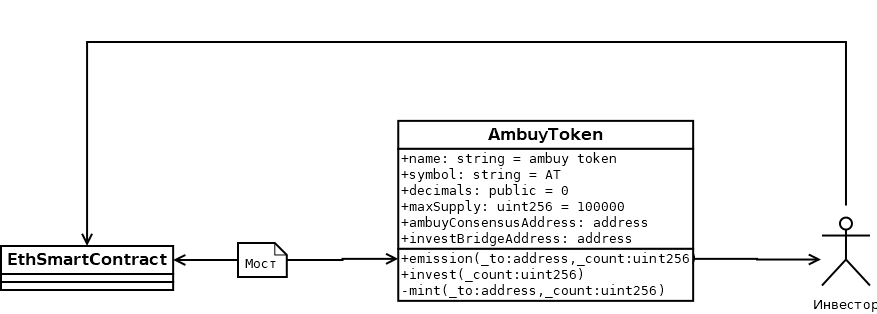 AmbuyToken
+name: string = ambuy token
+symbol: string = AT
+decimals: public = 0
+maxSupply: uint256 = 100000
+ambuyConsensusAddress: address
+investBridgeAddress: address
+emission(_to:address,_count:uint256)
+invest(_count:uint256)
-mint(_to:address,_count:uint256)
EthSmartContract
Мост
Инвестор